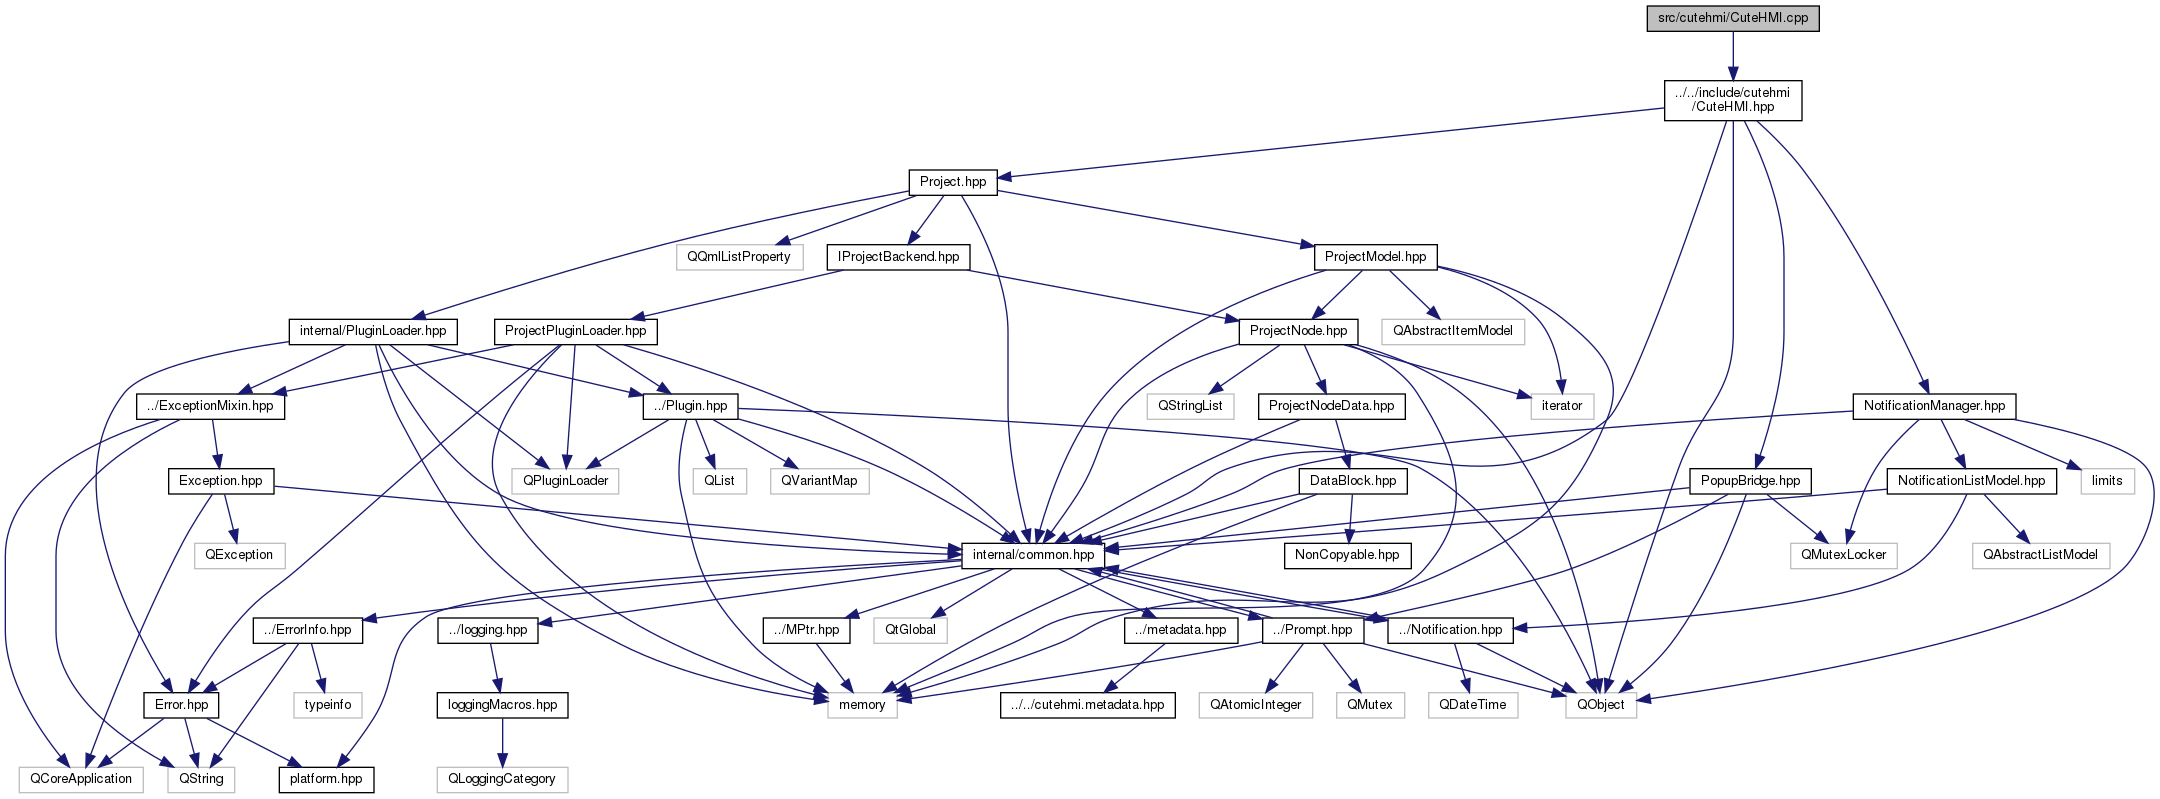 src/cutehmi/CuteHMI.cpp
../../include/cutehmi
/CuteHMI.hpp
Project.hpp
QQmlListProperty
IProjectBackend.hpp
ProjectModel.hpp
internal/PluginLoader.hpp
ProjectPluginLoader.hpp
ProjectNode.hpp
QAbstractItemModel
../ExceptionMixin.hpp
../Plugin.hpp
QStringList
ProjectNodeData.hpp
iterator
NotificationManager.hpp
Exception.hpp
QPluginLoader
QList
QVariantMap
DataBlock.hpp
PopupBridge.hpp
NotificationListModel.hpp
limits
QException
internal/common.hpp
NonCopyable.hpp
QMutexLocker
QAbstractListModel
../ErrorInfo.hpp
../logging.hpp
../MPtr.hpp
QtGlobal
../metadata.hpp
../Prompt.hpp
../Notification.hpp
Error.hpp
typeinfo
loggingMacros.hpp
memory
../../cutehmi.metadata.hpp
QAtomicInteger
QMutex
QDateTime
QObject
QCoreApplication
QString
platform.hpp
QLoggingCategory